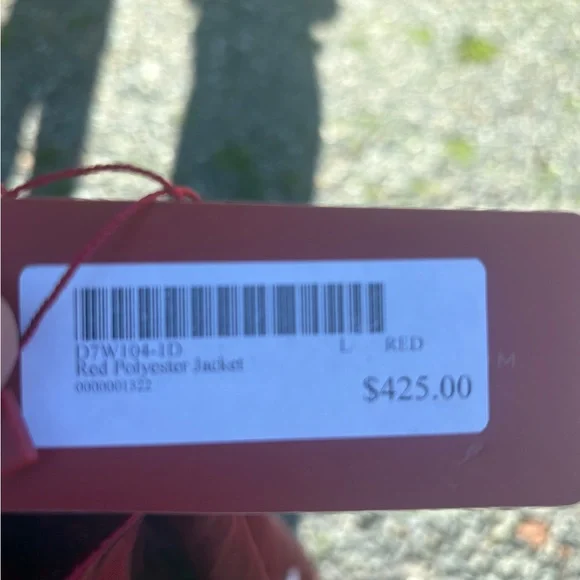 D7W104-1D L RED
Red Polyester Jacket
0000001322
$425.00
M